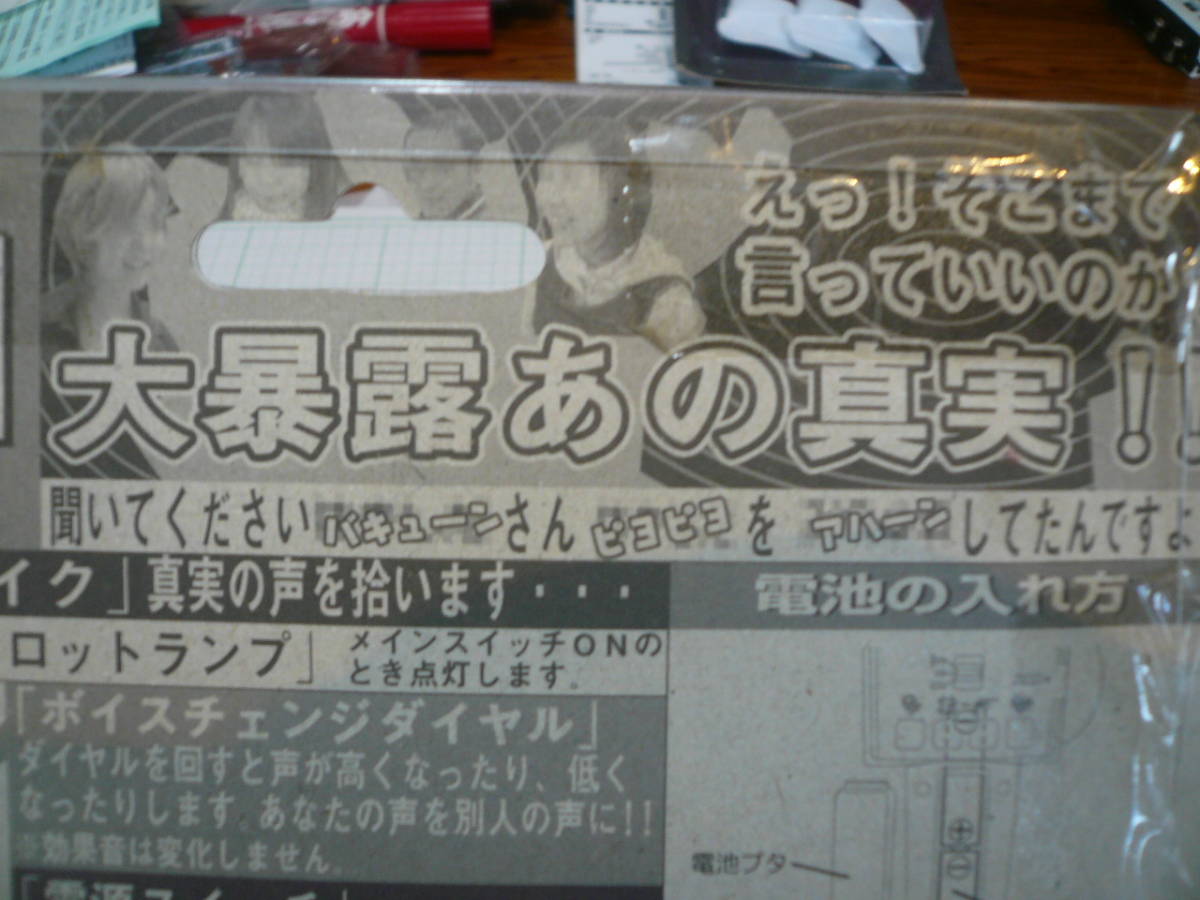 えっ!そこまで
言っていいのか
大暴露あの真実!
聞いてくださいバキューンさんピヨピヨをアハーンしてたんですよ
イク」真実の声を拾います・・・
ロットランプ」メインスイッチONの
とき点灯します。
「ボイスチェンジダイヤル」
ダイヤルを回すと声が高くなったり、低く
なったりします。あなたの声を別人の声に!!
※効果音は変化しません。
「電源スイッチ」
電池の入れ方
電池ブタ